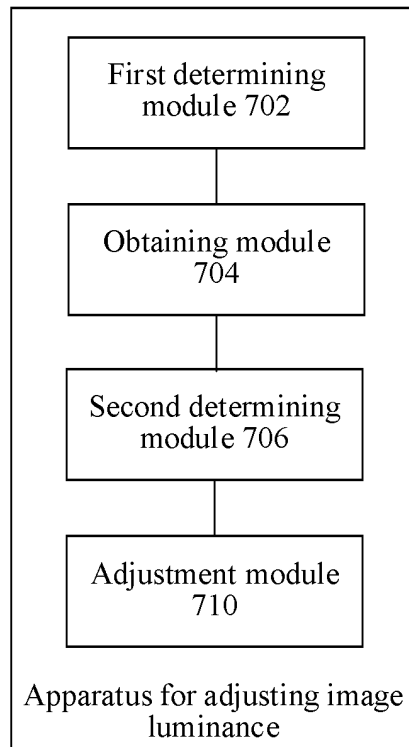 First determining
module 702
Obtaining module
704
Second determining
module 706
Adjustment module
710
Apparatus for adjusting image
luminance